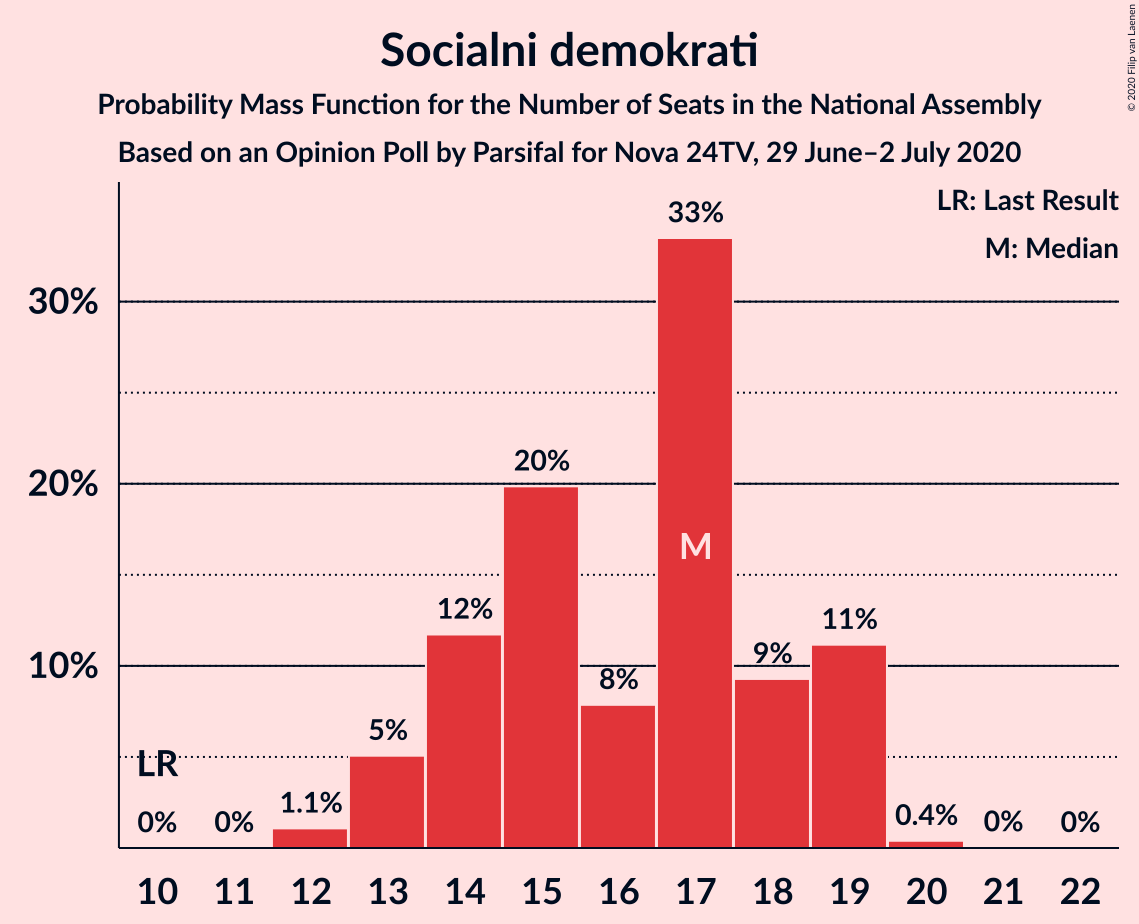 Socialni demokrati
Probability Mass Function for the Number of Seats in the National Assembly
Based on an Opinion Poll by Parsifal for Nova 24TV, 29 June–2 July 2020
© 2020 Filip van Laenen
LR: Last Result
M: Median
33%
30%
20%
20%
M
12%
11%
10%
9%
8%
5%
LR
1.1%
0.4%
0%
0%
0%
0%
10 11 12 13 14 15 16 17 18 19 20 21 22